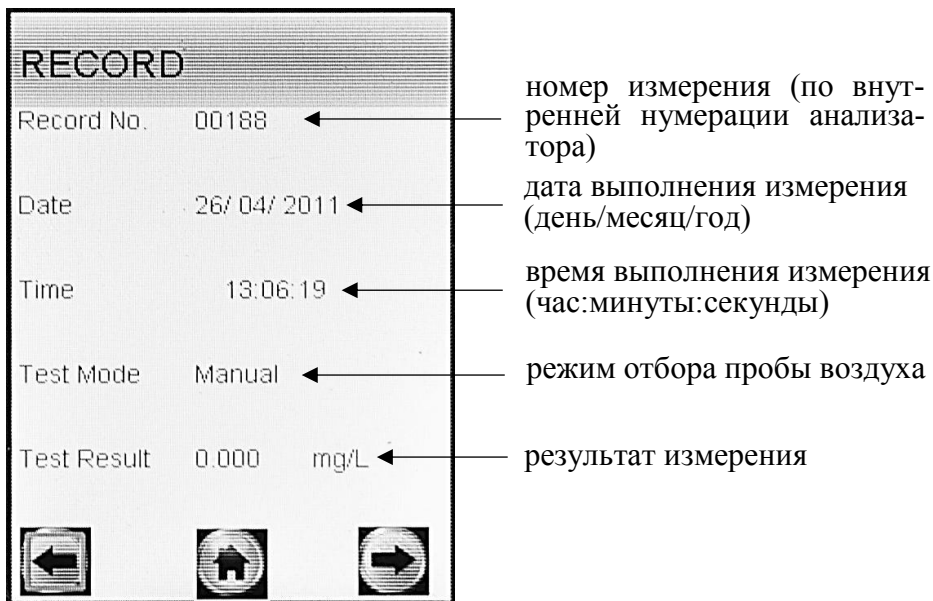 RECORD
Record No. 00188
номер измерения (по внут-
ренней нумерации анализа-
тора)
Date 26/ 04/ 2011
дата выполнения измерения
(день/месяц/год)
Time 13:06:19
время выполнения измерения
(час:минуты:секунды)
Test Mode Manual
режим отбора пробы воздуха
Test Result 0.000 mg/L
результат измерения